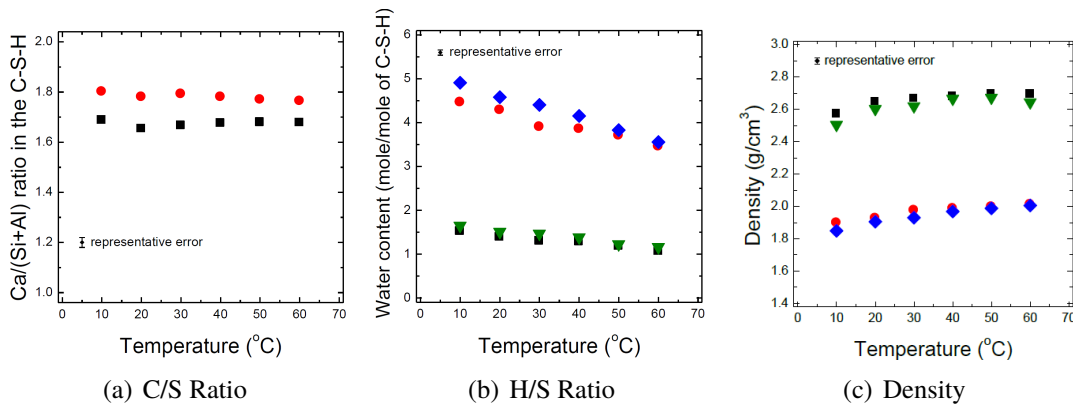 Ca/(Si+Al) ratio in the C-S-H
2.0
1.8
1.6
1.4
1.2
1.0
representative error
0 10 20 30 40 50 60 70
Temperature (°C)
(a) C/S Ratio
Water content (mole/mole of C-S-H)
6
5
4
3
2
1
0
representative error
0 10 20 30 40 50 60 70
Temperature (°C)
(b) H/S Ratio
Density (g/cm³)
3.0
2.8
2.6
2.4
2.2
2.0
1.8
1.6
1.4
representative error
0 10 20 30 40 50 60 70
Temperature (°C)
(c) Density